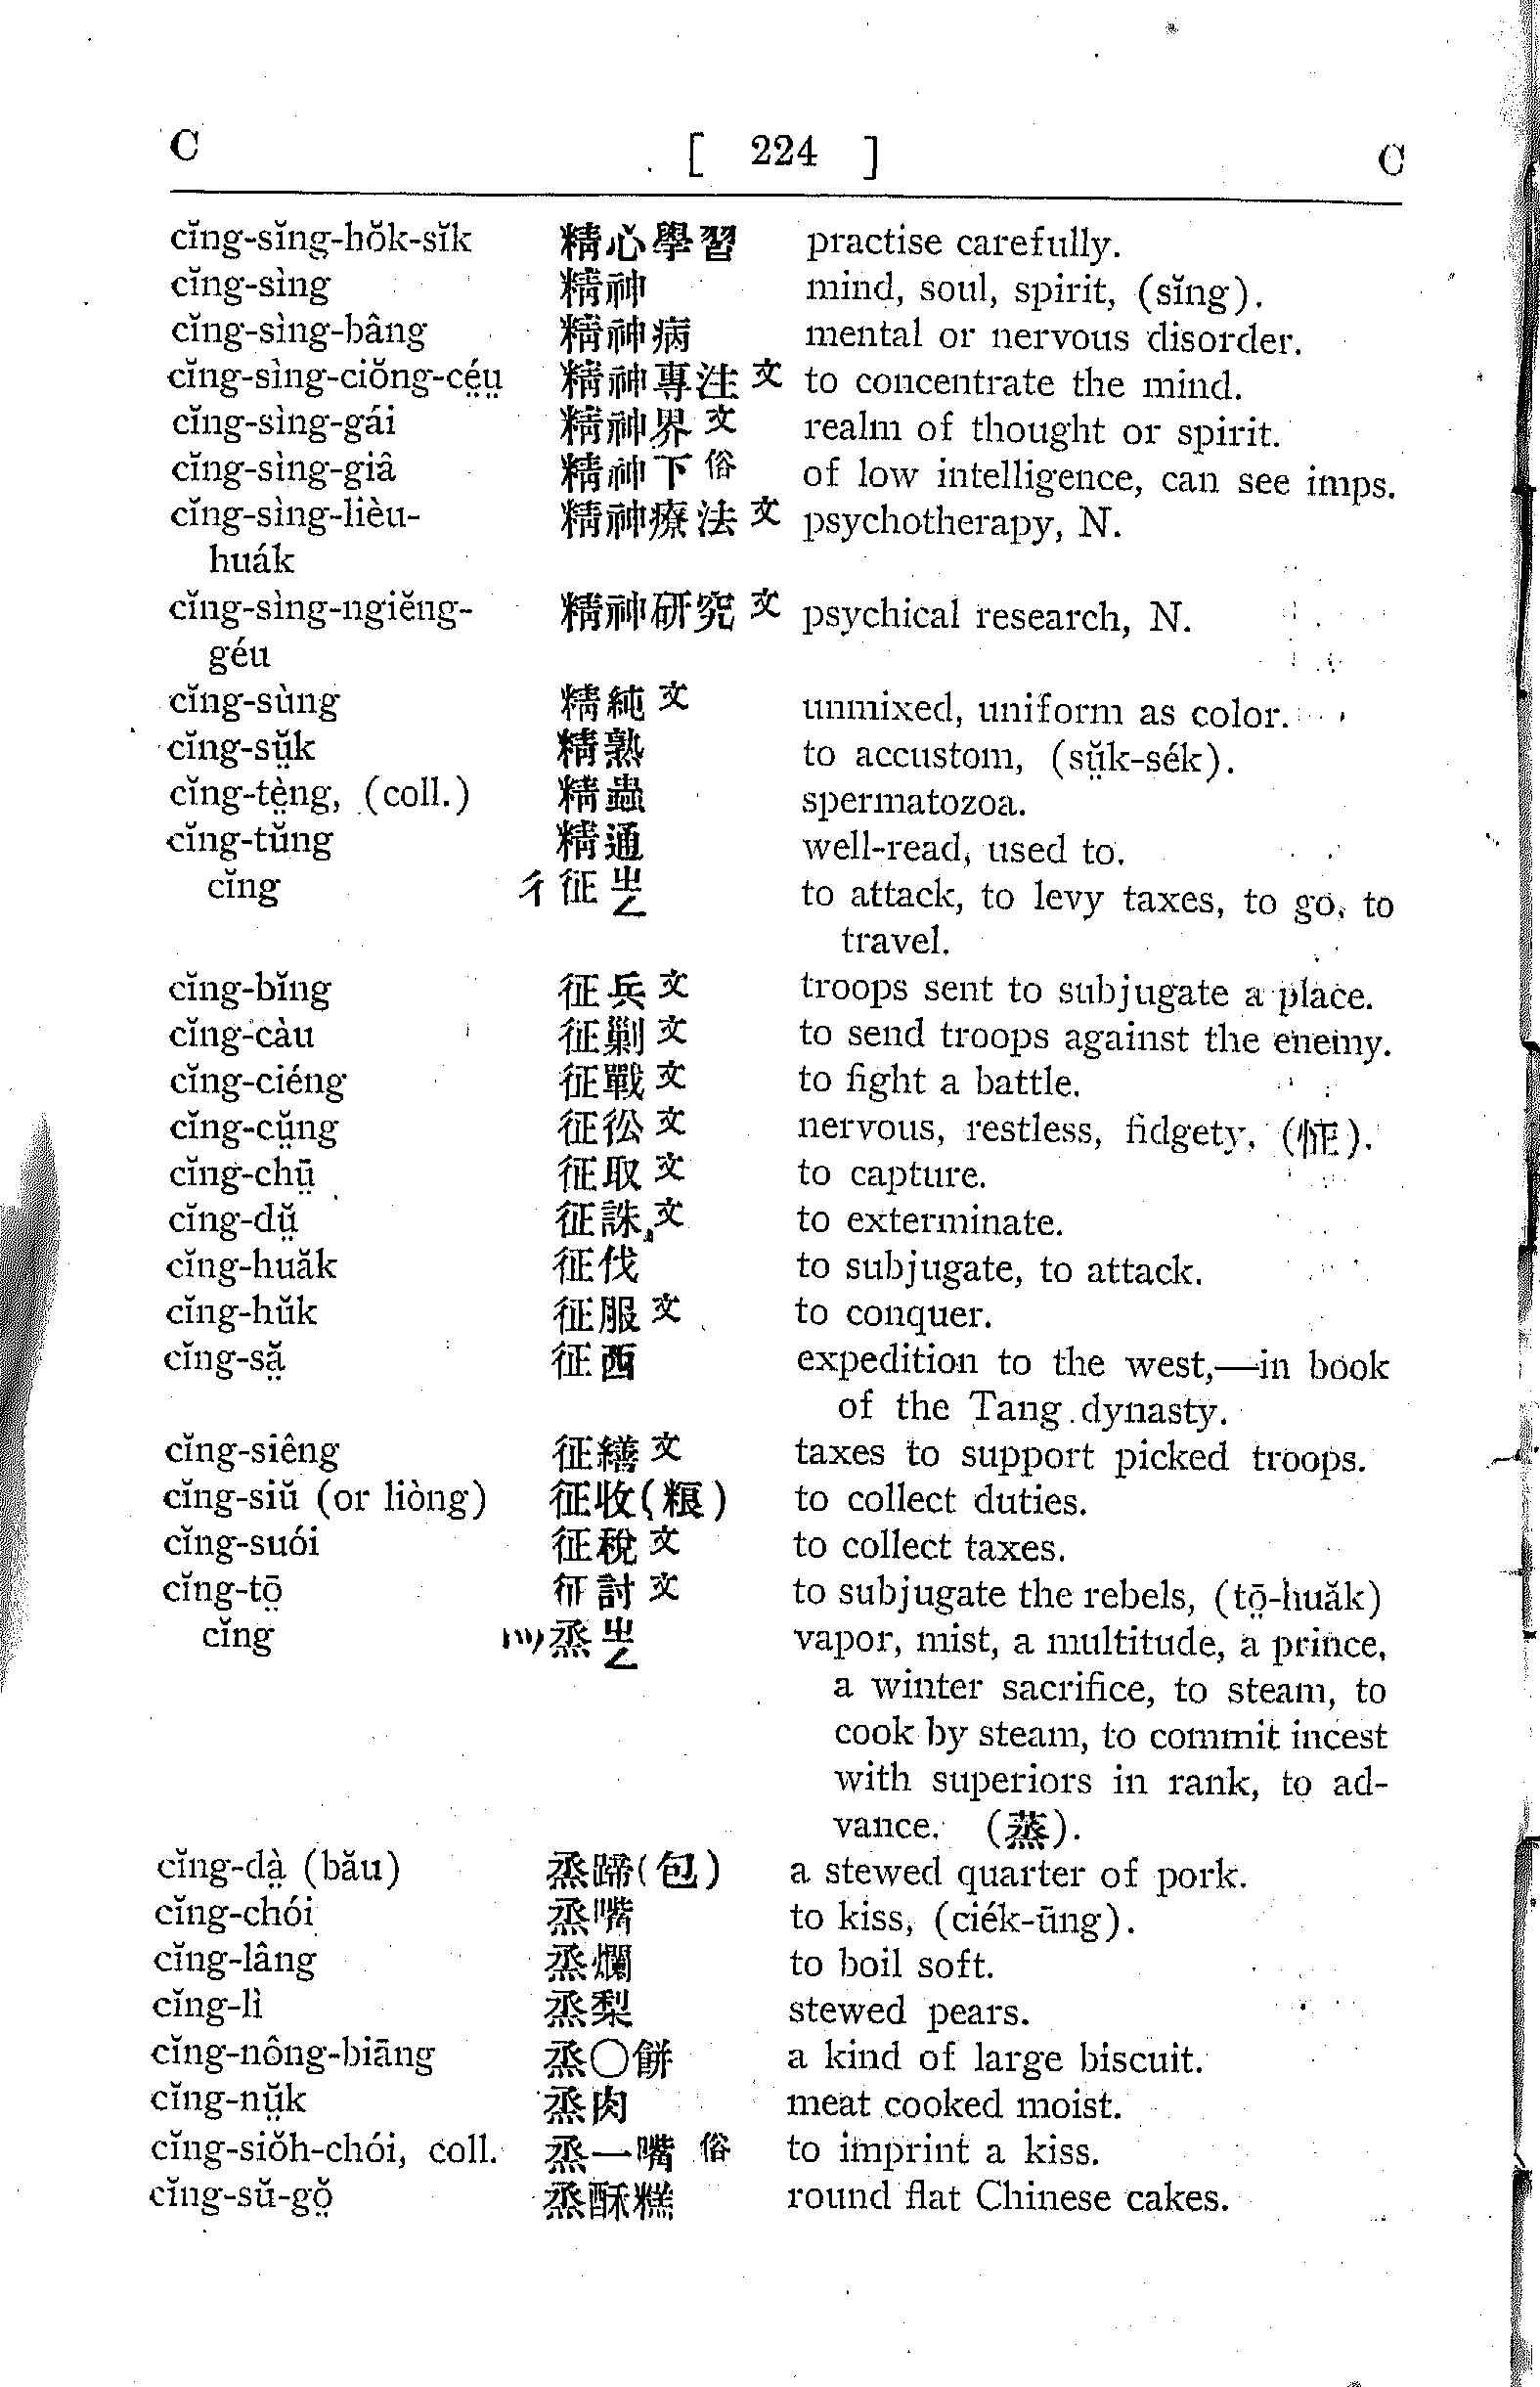 C [ 224 ] C
cĭng-sĭng-hŏk-sĭk 精心學習 practise carefully.
cĭng-sìng 精神 mind, soul, spirit, (sĭng).
cĭng-sìng-bâng 精神病 mental or nervous disorder.
cĭng-sìng-ciŏng-cé̤ṳ 精神專注 文 to concentrate the mind.
cĭng-sìng-gái 精神界 文 realm of thought or spirit.
cĭng-sìng-giâ 精神下 俗 of low intelligence, can see imps.
cĭng-sìng-lièu- 精神療法 文 psychotherapy, N.
huák
cĭng-sìng-ngiĕng- 精神研究 文 psychical research, N.
géu
cĭng-sùng 精純 文 unmixed, uniform as color.
cĭng-sṳ̆k 精熟 to accustom, (sṳ̆k-sék).
cĭng-tè̤ng, (coll.) 精蟲 spermatozoa.
cĭng-tŭng 精通 well-read, used to.
cĭng 彳征 ㄓㄥ to attack, to levy taxes, to go, to
travel.
cĭng-bĭng 征兵 文 troops sent to subjugate a place.
cĭng-càu 征剿 文 to send troops against the enemy.
cĭng-ciéng 征戰 文 to fight a battle.
cĭng-cṳ̆ng 征彸 文 nervous, restless, fidgety, (怔).
cĭng-chṳ̄ 征取 文 to capture.
cĭng-dṳ̆ 征誅 文 to exterminate.
cĭng-huăk 征伐 to subjugate, to attack.
cĭng-hŭk 征服 文 to conquer.
cĭng-să̤ 征西 expedition to the west,—in book
of the Tang dynasty.
cĭng-siêng 征繕 文 taxes to support picked troops.
cĭng-siŭ (or liòng) 征收(粮) to collect duties.
cĭng-suói 征稅 文 to collect taxes.
cĭng-tō̤ 征討 文 to subjugate the rebels, (tō̤-huăk)
cĭng 灬烝 ㄓㄥ vapor, mist, a multitude, a prince,
a winter sacrifice, to steam, to
cook by steam, to commit incest
with superiors in rank, to ad-
vance. (蒸).
cĭng-dà̤ (bău) 烝蹄(包) a stewed quarter of pork.
cĭng-chói 烝嘴 to kiss, (ciék-ūng).
cĭng-lâng 烝爛 to boil soft.
cĭng-lì 烝梨 stewed pears.
cĭng-nông-biāng 烝〇餅 a kind of large biscuit.
cĭng-nṳ̆k 烝肉 meat cooked moist.
cĭng-siŏh-chói, coll. 烝一嘴 俗 to imprint a kiss.
cĭng-sŭ-gŏ̤ 烝酥糕 round flat Chinese cakes.